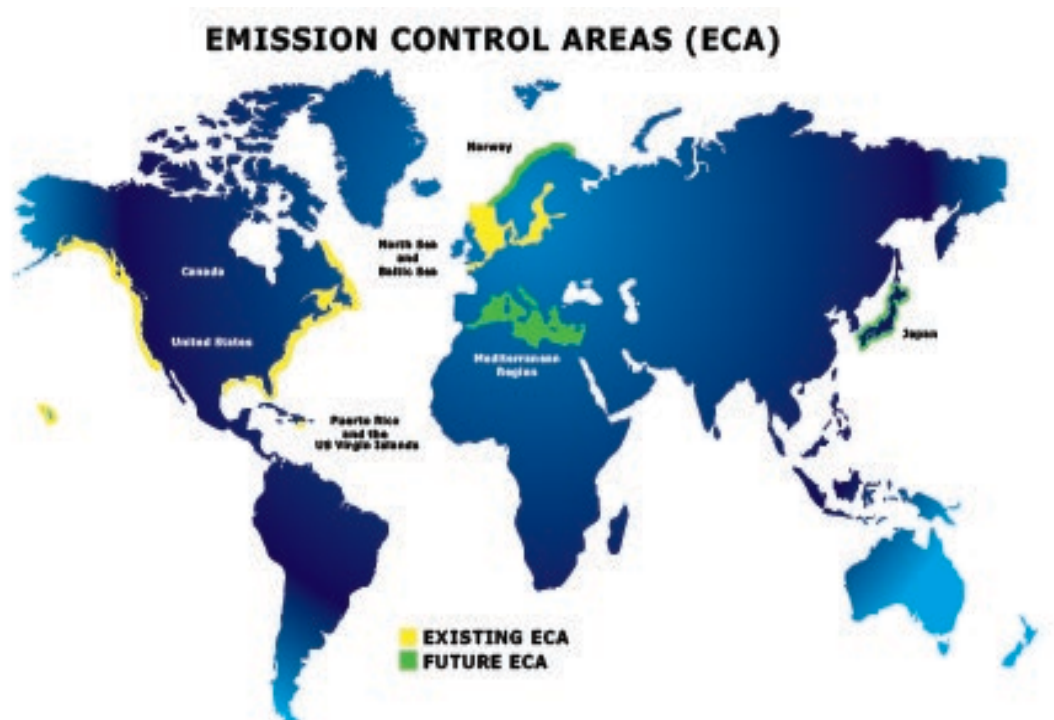 EMISSION CONTROL AREAS (ECA)
Norway
North Sea
and
Baltic Sea
Canada
United States
Japan
Mediterranean
Region
Puerto Rico
and the
US Virgin Islands
EXISTING ECA
FUTURE ECA